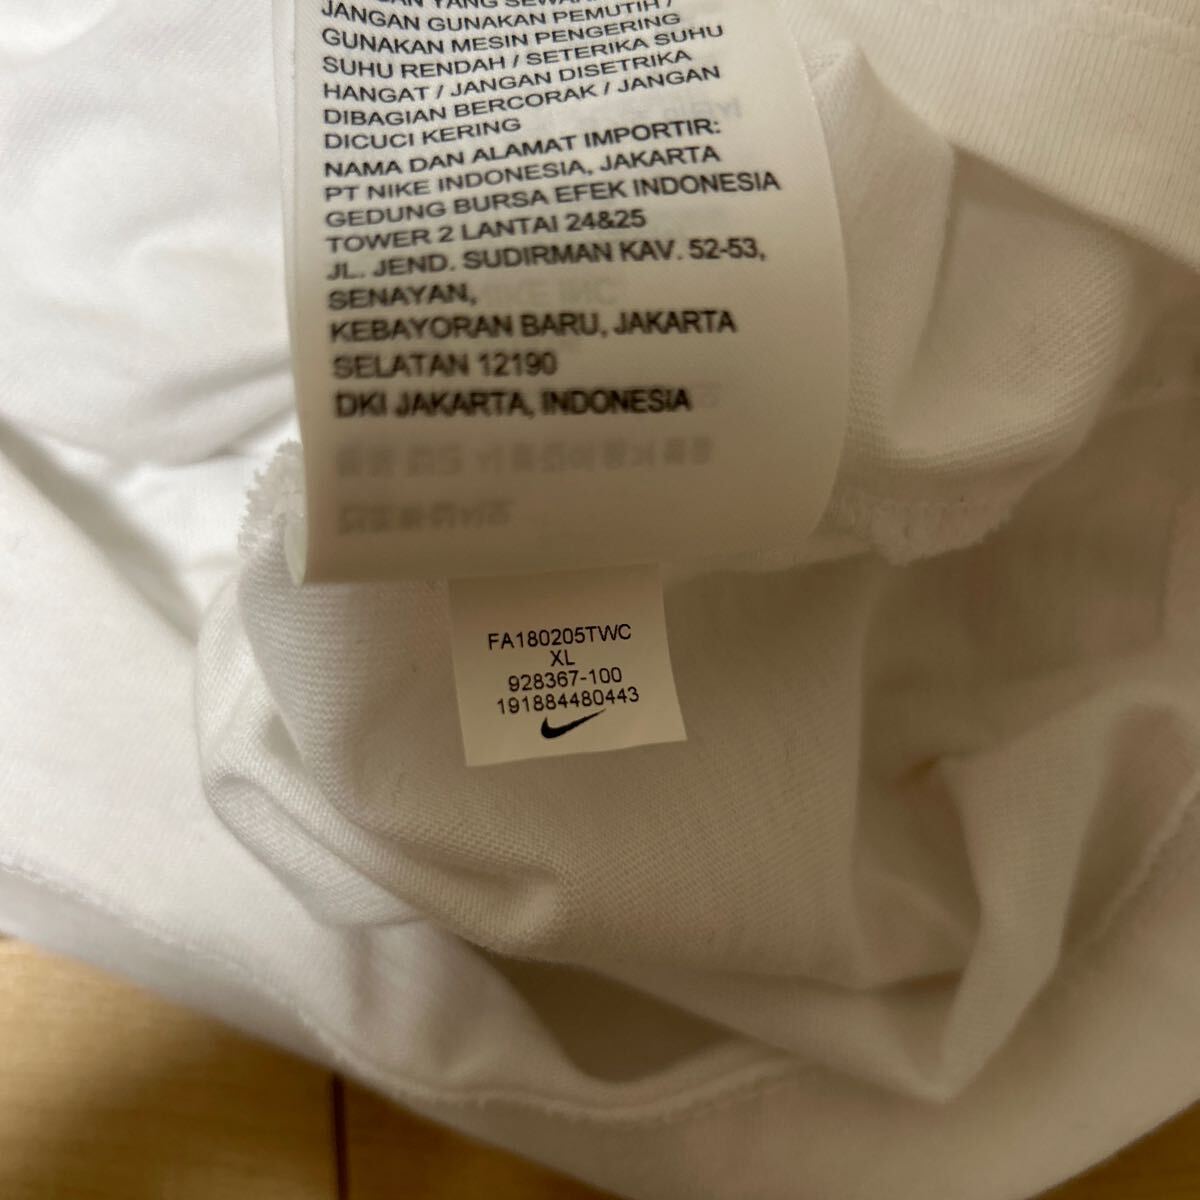 YANG
JANGAN GUNAKAN PEMUTIH /
GUNAKAN MESIN PENGERING
SUHU RENDAH / SETERIKA SUHU
HANGAT / JANGAN DISETRIKA
DIBAGIAN BERCORAK / JANGAN
DICUCI KERING
NAMA DAN ALAMAT IMPORTIR:
PT NIKE INDONESIA, JAKARTA
GEDUNG BURSA EFEK INDONESIA
TOWER 2 LANTAI 24&25
JL. JEND. SUDIRMAN KAV. 52-53,
SENAYAN,
KEBAYORAN BARU, JAKARTA
SELATAN 12190
DKI JAKARTA, INDONESIA
FA180205TWC
XL
928367-100
191884480443